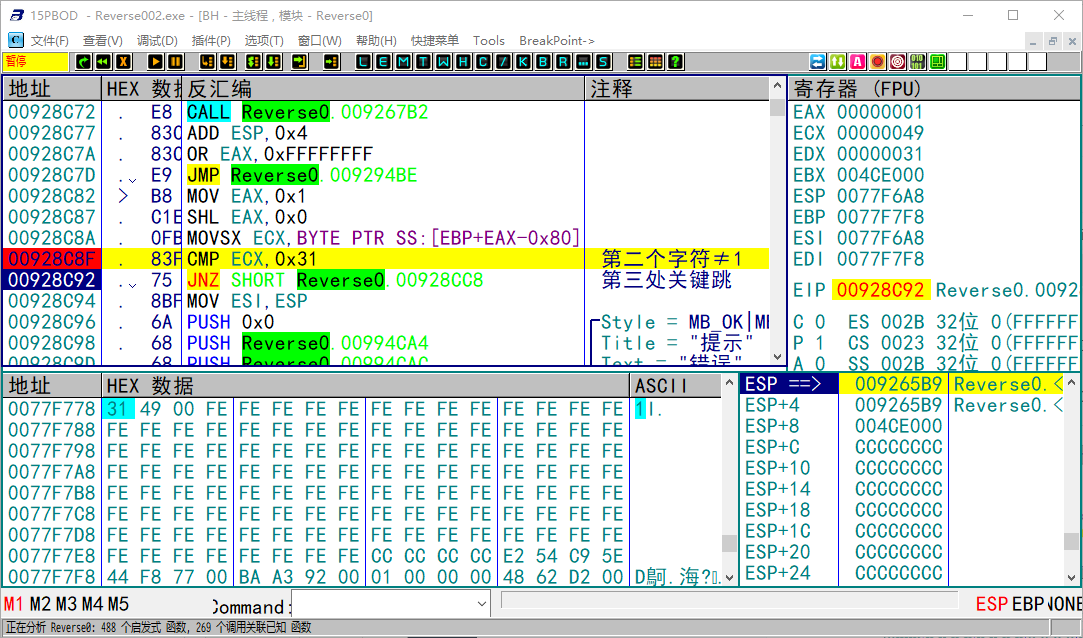 15PBOD - Reverse002.exe - [BH - 主线程 , 模块 - Reverse0]
C 文件(F) 查看(V) 调试(D) 插件(P) 选项(T) 窗口(W) 帮助(H) 快捷菜单 Tools BreakPoint->
暂停 L E M T W H C / K B R ... S
地址 HEX 数据 反汇编 注释
00928C72 . E8 CALL Reverse0.009267B2
00928C77 . 83C ADD ESP,0x4
00928C7A . 83C OR EAX,0xFFFFFFFF
00928C7D . E9 JMP Reverse0.009294BE
00928C82 > B8 MOV EAX,0x1
00928C87 . C1E SHL EAX,0x0
00928C8A . 0FB MOVSX ECX,BYTE PTR SS:[EBP+EAX-0x80]
00928C8F . 83F CMP ECX,0x31 第二个字符≠1
00928C92 . 75 JNZ SHORT Reverse0.00928CC8 第三处关键跳
00928C94 . 8BF MOV ESI,ESP
00928C96 . 6A PUSH 0x0 Style = MB_OK|MB
00928C98 . 68 PUSH Reverse0.00994CA4 Title = "提示"
00928C9D . 68 PUSH Reverse0.00994CAC Text = "错误"
寄存器 (FPU)
EAX 00000001
ECX 00000049
EDX 00000031
EBX 004CE000
ESP 0077F6A8
EBP 0077F7F8
ESI 0077F6A8
EDI 0077F7F8
EIP 00928C92 Reverse0.0092
C 0 ES 002B 32位 0(FFFFFF
P 1 CS 0023 32位 0(FFFFFF
A 0 SS 002B 32位 0(FFFFFF
地址 HEX 数据 ASCII
0077F778 31 49 00 FE FE FE FE FE FE FE FE FE FE FE FE FE 1I.
0077F788 FE FE FE FE FE FE FE FE FE FE FE FE FE FE FE FE
0077F798 FE FE FE FE FE FE FE FE FE FE FE FE FE FE FE FE
0077F7A8 FE FE FE FE FE FE FE FE FE FE FE FE FE FE FE FE
0077F7B8 FE FE FE FE FE FE FE FE FE FE FE FE FE FE FE FE
0077F7C8 FE FE FE FE FE FE FE FE FE FE FE FE FE FE FE FE
0077F7D8 FE FE FE FE FE FE FE FE FE FE FE FE FE FE FE FE
0077F7E8 FE FE FE FE FE FE FE FE CC CC CC CC E2 54 C9 5E
0077F7F8 44 F8 77 00 BA A3 92 00 01 00 00 00 48 62 D2 00
ESP ==> 009265B9 Reverse0.<
ESP+4 009265B9 Reverse0.<
ESP+8 004CE000
ESP+C CCCCCCCC
ESP+10 CCCCCCCC
ESP+14 CCCCCCCC
ESP+18 CCCCCCCC
ESP+1C CCCCCCCC
ESP+20 CCCCCCCC
ESP+24 CCCCCCCC
M1 M2 M3 M4 M5 Command: ESP EBP NONE
正在分析 Reverse0: 488 个启发式 函数, 269 个调用关联已知 函数